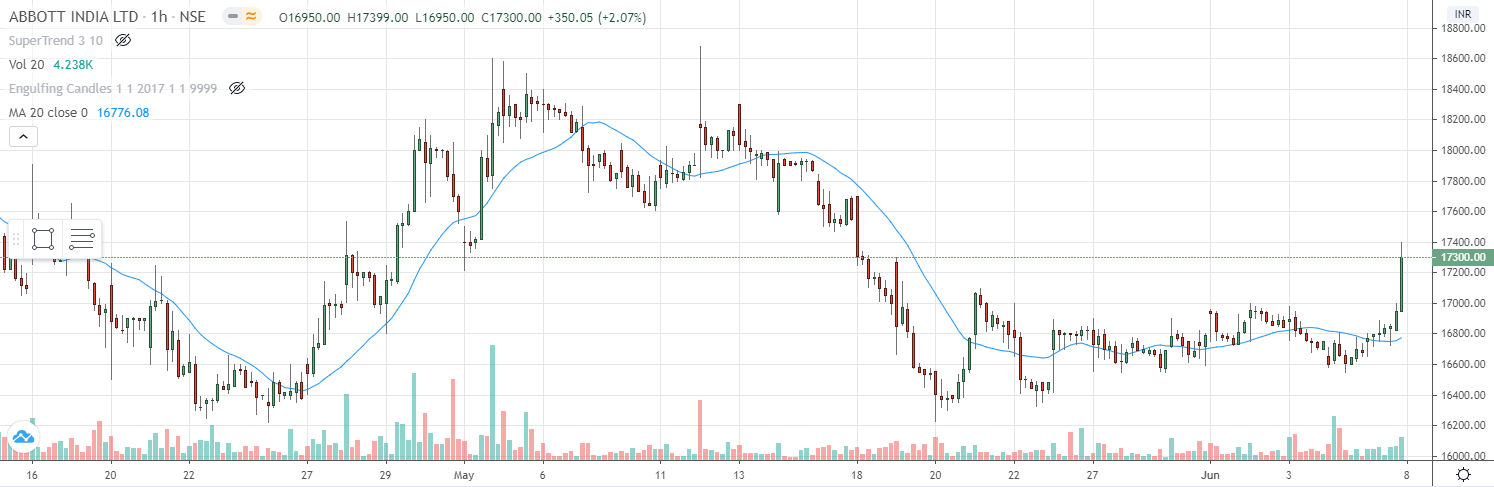 ABBOTT INDIA LTD · 1h · NSE O16950.00 H17399.00 L16950.00 C17300.00 +350.05 (+2.07%) INR
SuperTrend 3 10
Vol 20 4.238K
Engulfing Candles 1 1 2017 1 1 9999
MA 20 close 0 16776.08
18800.00
18600.00
18400.00
18200.00
18000.00
17800.00
17600.00
17400.00
17300.00
17200.00
17000.00
16800.00
16600.00
16400.00
16200.00
16000.00
16 20 22 27 29 May 6 11 13 18 20 22 27 Jun 3 8